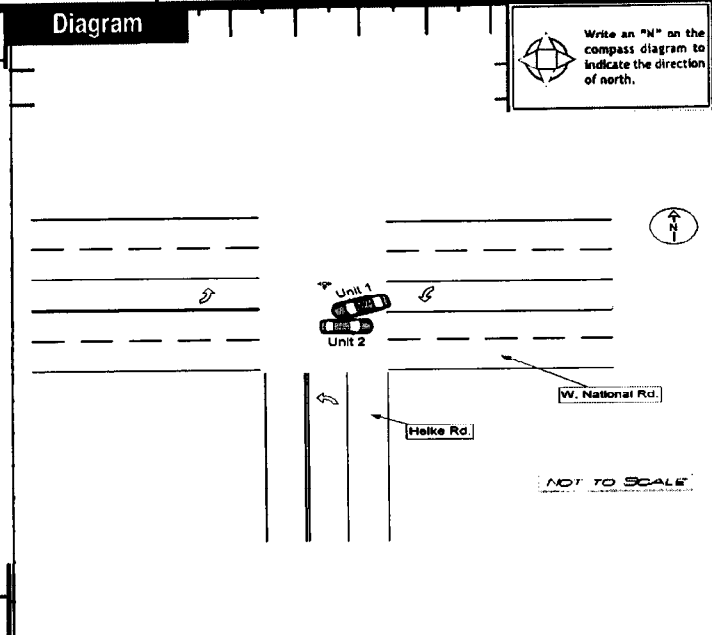 Diagram
Write an "N" on the
compass diagram to
indicate the direction
of north.
N
Unit 1
Unit 2
W. National Rd.
Heike Rd.
NOT TO SCALE